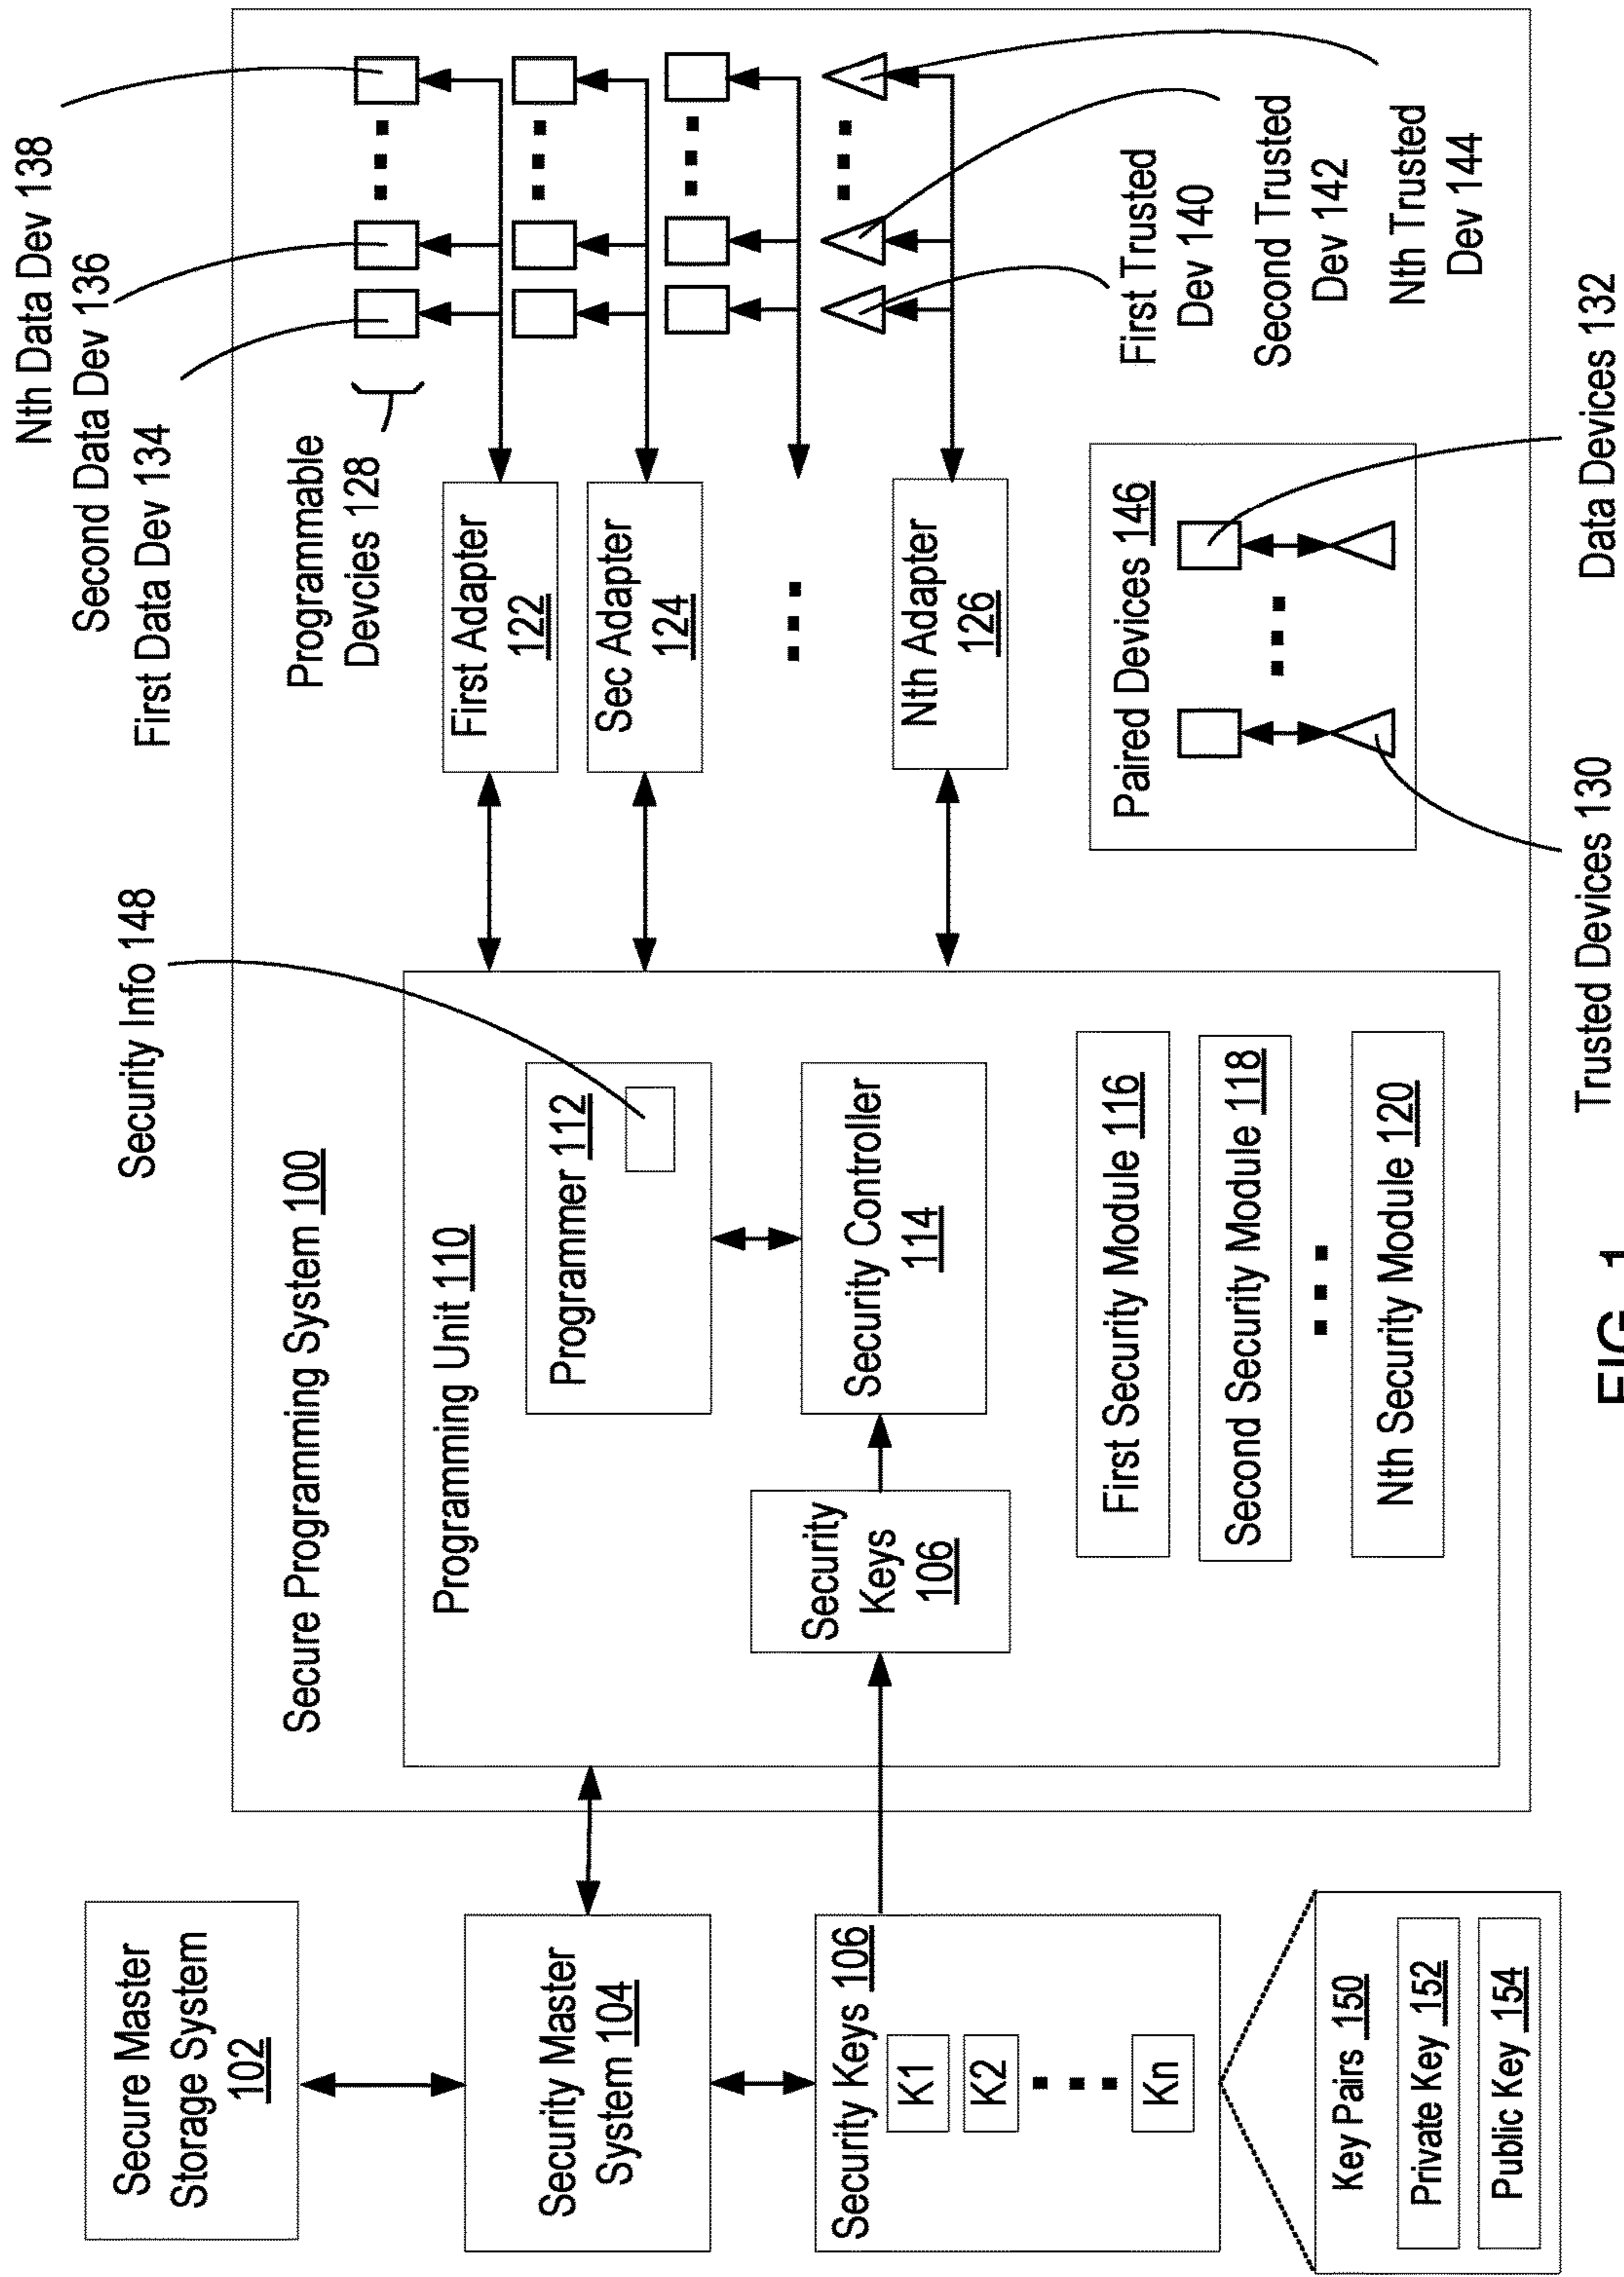 Secure Master
Storage System
102
Security Master
System 104
Security Keys 106
K1
K2
Kn
Key Pairs 150
Private Key 152
Public Key 154
Secure Programming System 100
Programming Unit 110
Security
Keys
106
Programmer 112
Security Controller
114
First Security Module 116
Second Security Module 118
Nth Security Module 120
Security Info 148
Nth Data Dev 138
Second Data Dev 136
First Data Dev 134
Programmable
Devcies 128
First Adapter
122
Sec Adapter
124
Nth Adapter
126
First Trusted
Dev 140
Second Trusted
Dev 142
Nth Trusted
Dev 144
Paired Devices 146
Trusted Devices 130
Data Devices 132
FIG. 1